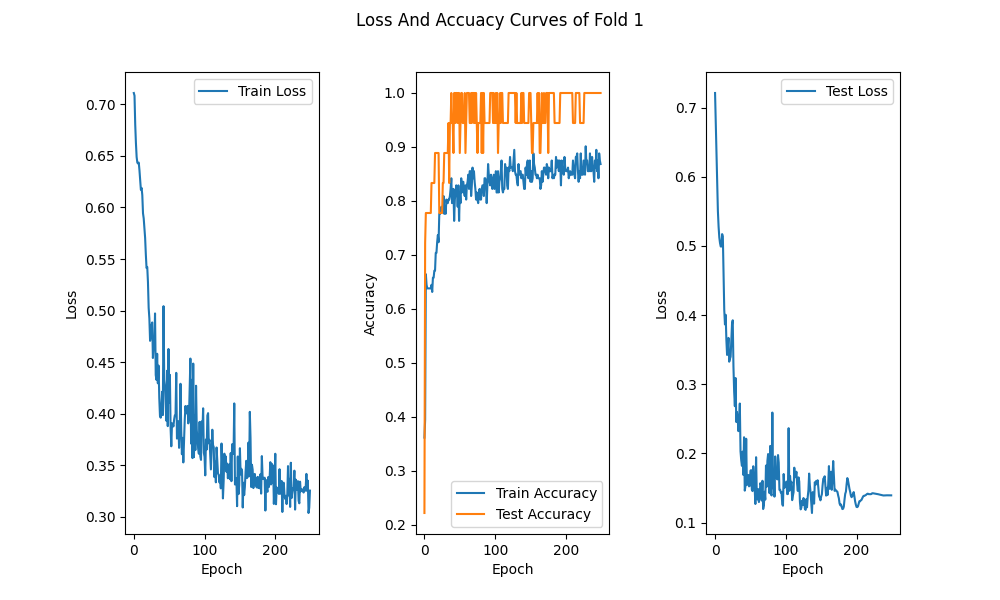 Loss And Accuacy Curves of Fold 1
Train Loss
0.70
0.65
0.60
0.55
0.50
0.45
0.40
0.35
0.30
Loss
0 100 200
Epoch
1.0
0.9
0.8
0.7
0.6
0.5
0.4
0.3
0.2
Accuracy
Train Accuracy
Test Accuracy
0 100 200
Epoch
Test Loss
0.7
0.6
0.5
0.4
0.3
0.2
0.1
Loss
0 100 200
Epoch